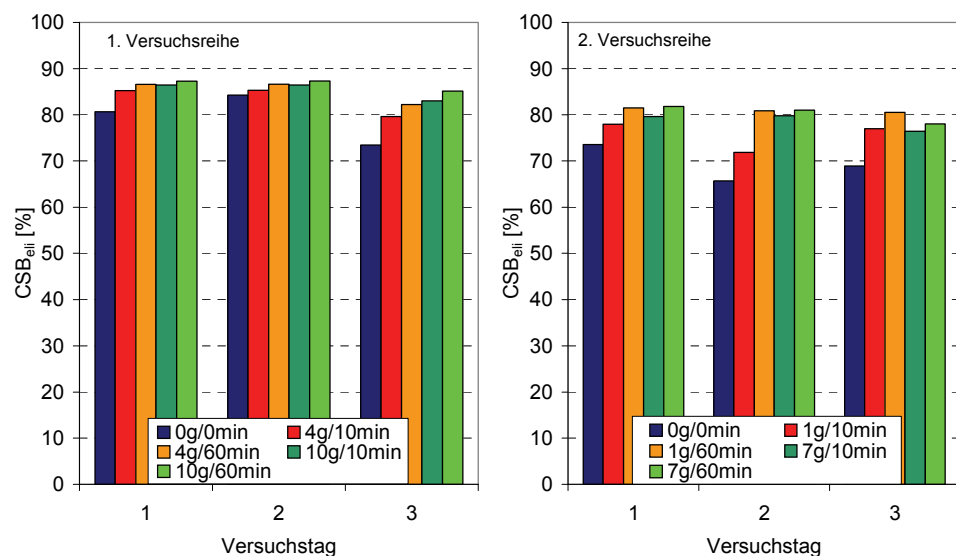 1. Versuchsreihe
100
90
80
70
60
50
40
30
20
10
0
CSBeli [%]
0g/0min 4g/10min
4g/60min 10g/10min
10g/60min
1 2 3
Versuchstag
2. Versuchsreihe
100
90
80
70
60
50
40
30
20
10
0
CSBeli [%]
0g/0min 1g/10min
1g/60min 7g/10min
7g/60min
1 2 3
Versuchstag